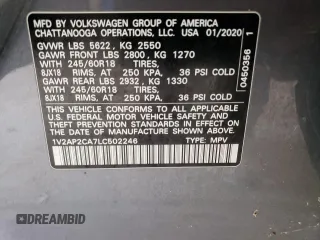 MFD BY VOLKSWAGEN GROUP OF AMERICA
CHATTANOOGA OPERATIONS, LLC. USA 01/2020
GVWR LBS 5622, KG 2550
GAWR FRONT LBS 2800, KG 1270
WITH 245/60R18 TIRES,
8JX18 RIMS, AT 250 KPA, 36 PSI COLD
GAWR REAR LBS 2932, KG 1330
WITH 245/60R18 TIRES,
8JX18 RIMS, AT 250 KPA, 36 PSI COLD
THIS VEHICLE CONFORMS TO ALL APPLICABLE
U.S. FEDERAL MOTOR VEHICLE SAFETY STANDARDS
IN EFFECT ON THE DATE OF MANUFACTURE
SHOWN ABOVE.
1V2AP2CA7LC502246 TYPE: MPV
0450356 1
DREAMBID